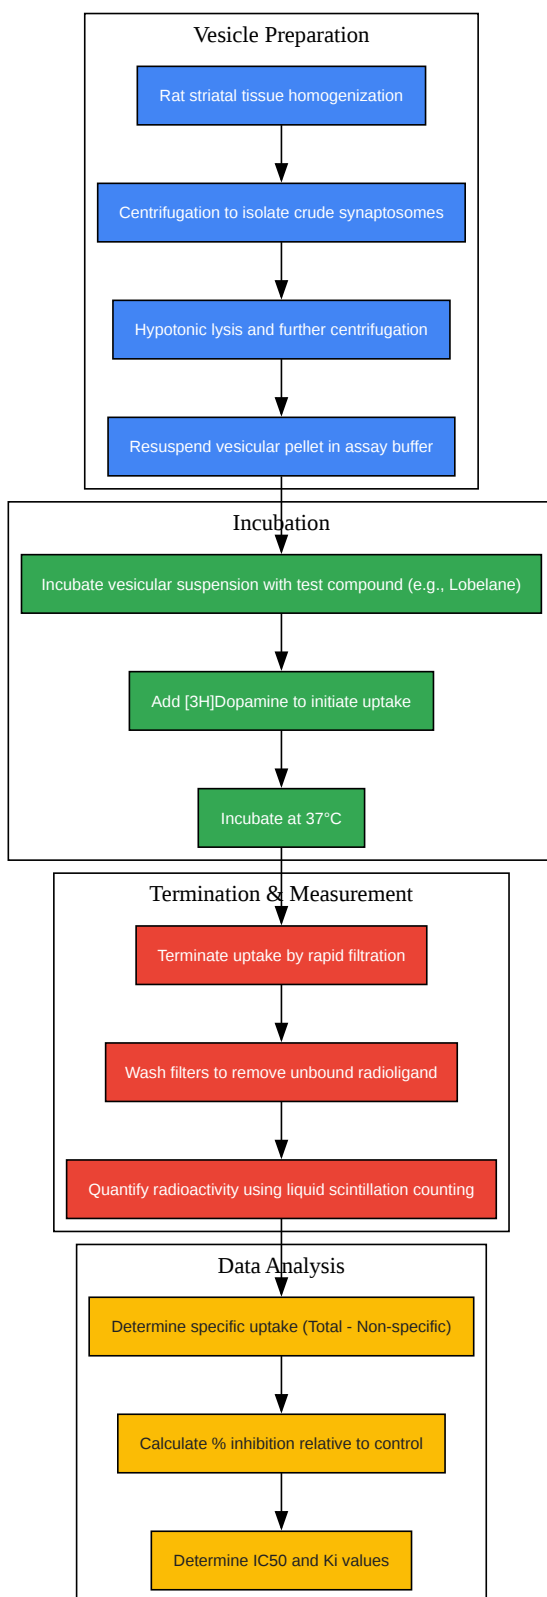 Vesicle Preparation
Rat striatal tissue homogenization
Centrifugation to isolate crude synaptosomes
Hypotonic lysis and further centrifugation
Resuspend vesicular pellet in assay buffer
Incubation
Incubate vesicular suspension with test compound (e.g., Lobelane)
Add [3H]Dopamine to initiate uptake
Incubate at 37°C
Termination & Measurement
Terminate uptake by rapid filtration
Wash filters to remove unbound radioligand
Quantify radioactivity using liquid scintillation counting
Data Analysis
Determine specific uptake (Total - Non-specific)
Calculate % inhibition relative to control
Determine IC50 and Ki values